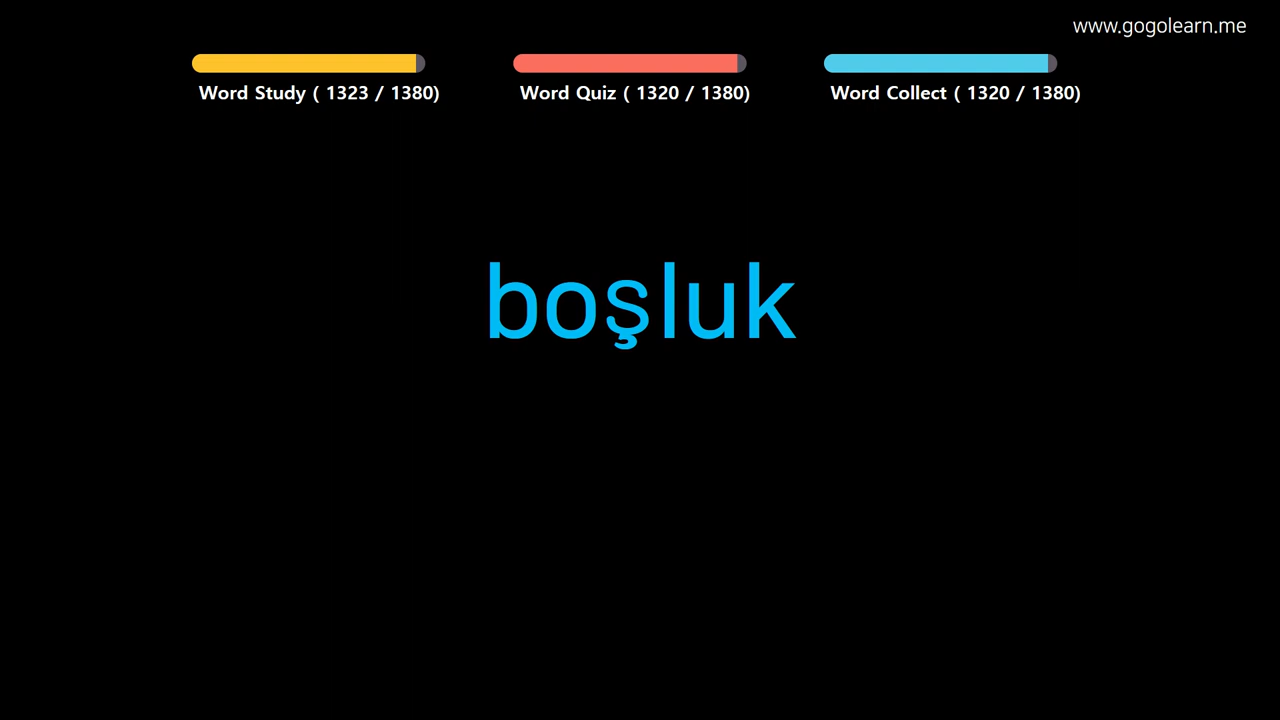 www.gogolearn.me
Word Study ( 1323 / 1380)
Word Quiz ( 1320 / 1380)
Word Collect ( 1320 / 1380)
boşluk